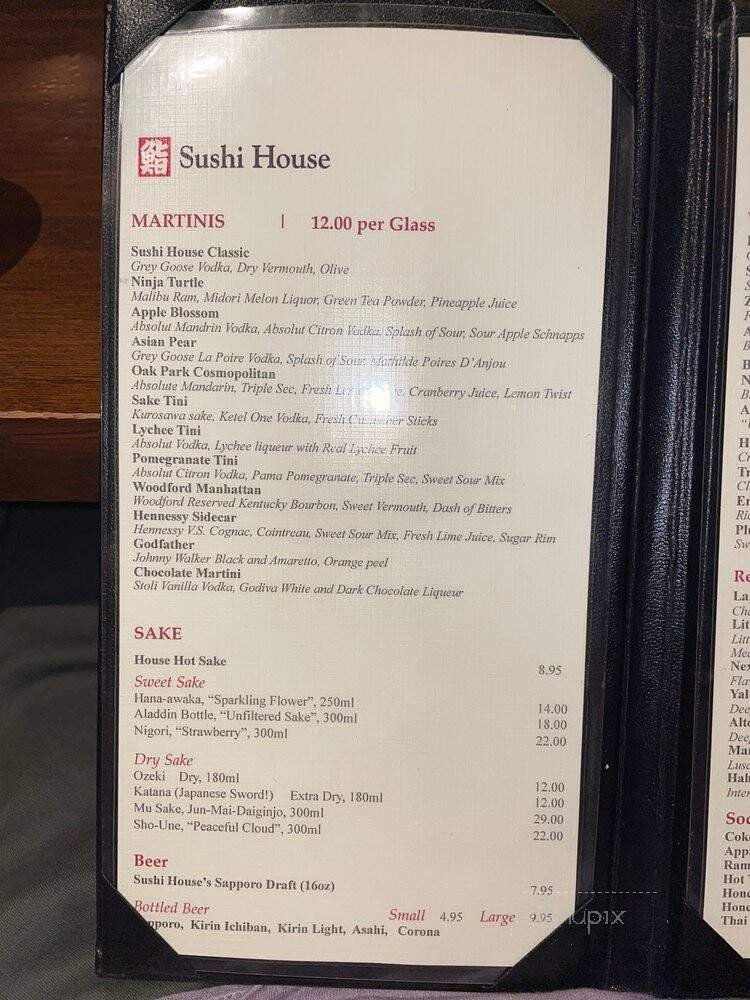 鮨 Sushi House
MARTINIS | 12.00 per Glass
Sushi House Classic
Grey Goose Vodka, Dry Vermouth, Olive
Ninja Turtle
Malibu Ram, Midori Melon Liquor, Green Tea Powder, Pineapple Juice
Apple Blossom
Absolut Mandrin Vodka, Absolut Citron Vodka, Splash of Sour, Sour Apple Schnapps
Asian Pear
Grey Goose La Poire Vodka, Splash of Sour, Mathilde Poires D'Anjou
Oak Park Cosmopolitan
Absolute Mandarin, Triple Sec, Fresh Cranberry Juice, Lemon Twist
Sake Tini
Kurosawa sake, Ketel One Vodka, Fresh Cucumber Sticks
Lychee Tini
Absolut Vodka, Lychee liqueur with Real Lychee Fruit
Pomegranate Tini
Absolut Citron Vodka, Pama Pomegranate, Triple Sec, Sweet Sour Mix
Woodford Manhattan
Woodford Reserved Kentucky Bourbon, Sweet Vermouth, Dash of Bitters
Hennessy Sidecar
Hennessy V.S. Cognac, Cointreau, Sweet Sour Mix, Fresh Lime Juice, Sugar Rim
Godfather
Johnny Walker Black and Amaretto, Orange peel
Chocolate Martini
Stoli Vanilla Vodka, Godiva White and Dark Chocolate Liqueur
SAKE
House Hot Sake 8.95
Sweet Sake
Hana-awaka, "Sparkling Flower", 250ml 14.00
Aladdin Bottle, "Unfiltered Sake", 300ml 18.00
Nigori, "Strawberry", 300ml 22.00
Dry Sake
Ozeki Dry, 180ml 12.00
Katana (Japanese Sword!) Extra Dry, 180ml 12.00
Mu Sake, Jun-Mai-Daiginjo, 300ml 29.00
Sho-Une, "Peaceful Cloud", 300ml 22.00
Beer
Sushi House's Sapporo Draft (16oz) 7.95
Bottled Beer Small 4.95 Large 9.95
Kirin Ichiban, Kirin Light, Asahi, Corona